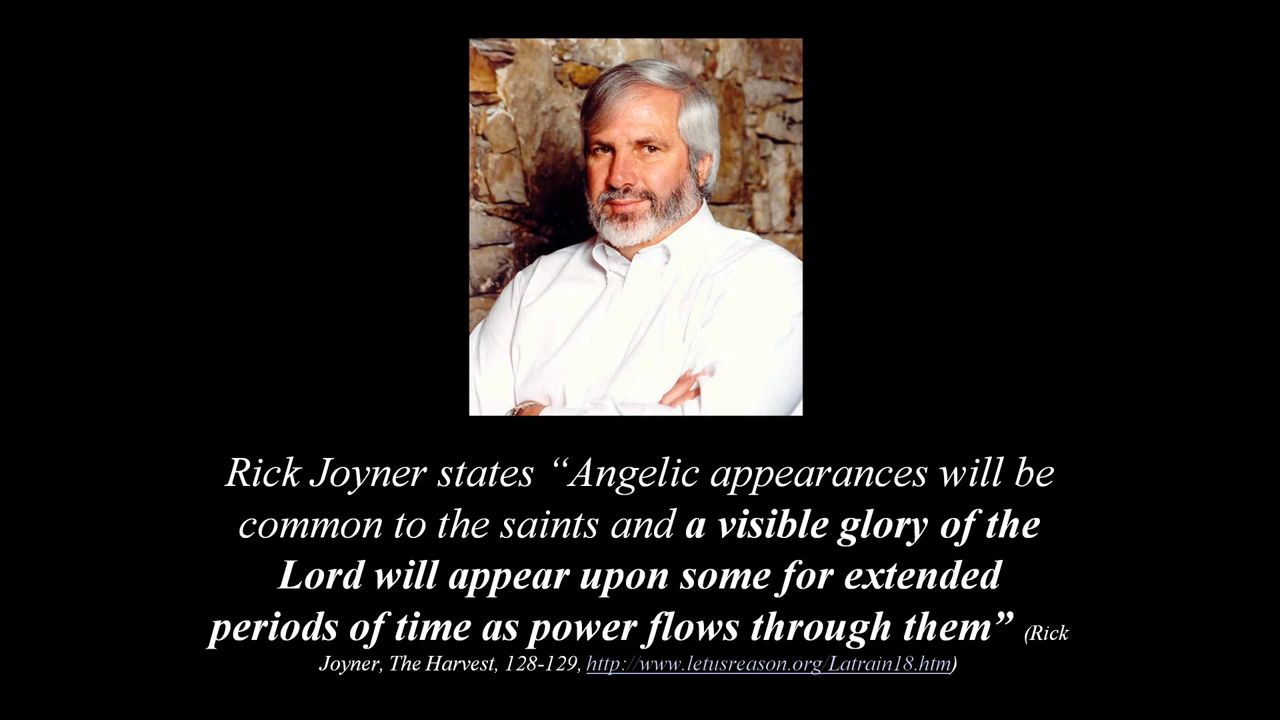 Rick Joyner states “Angelic appearances will be
common to the saints and a visible glory of the
Lord will appear upon some for extended
periods of time as power flows through them” (Rick
Joyner, The Harvest, 128-129, http://www.letusreason.org/Latrain18.htm)